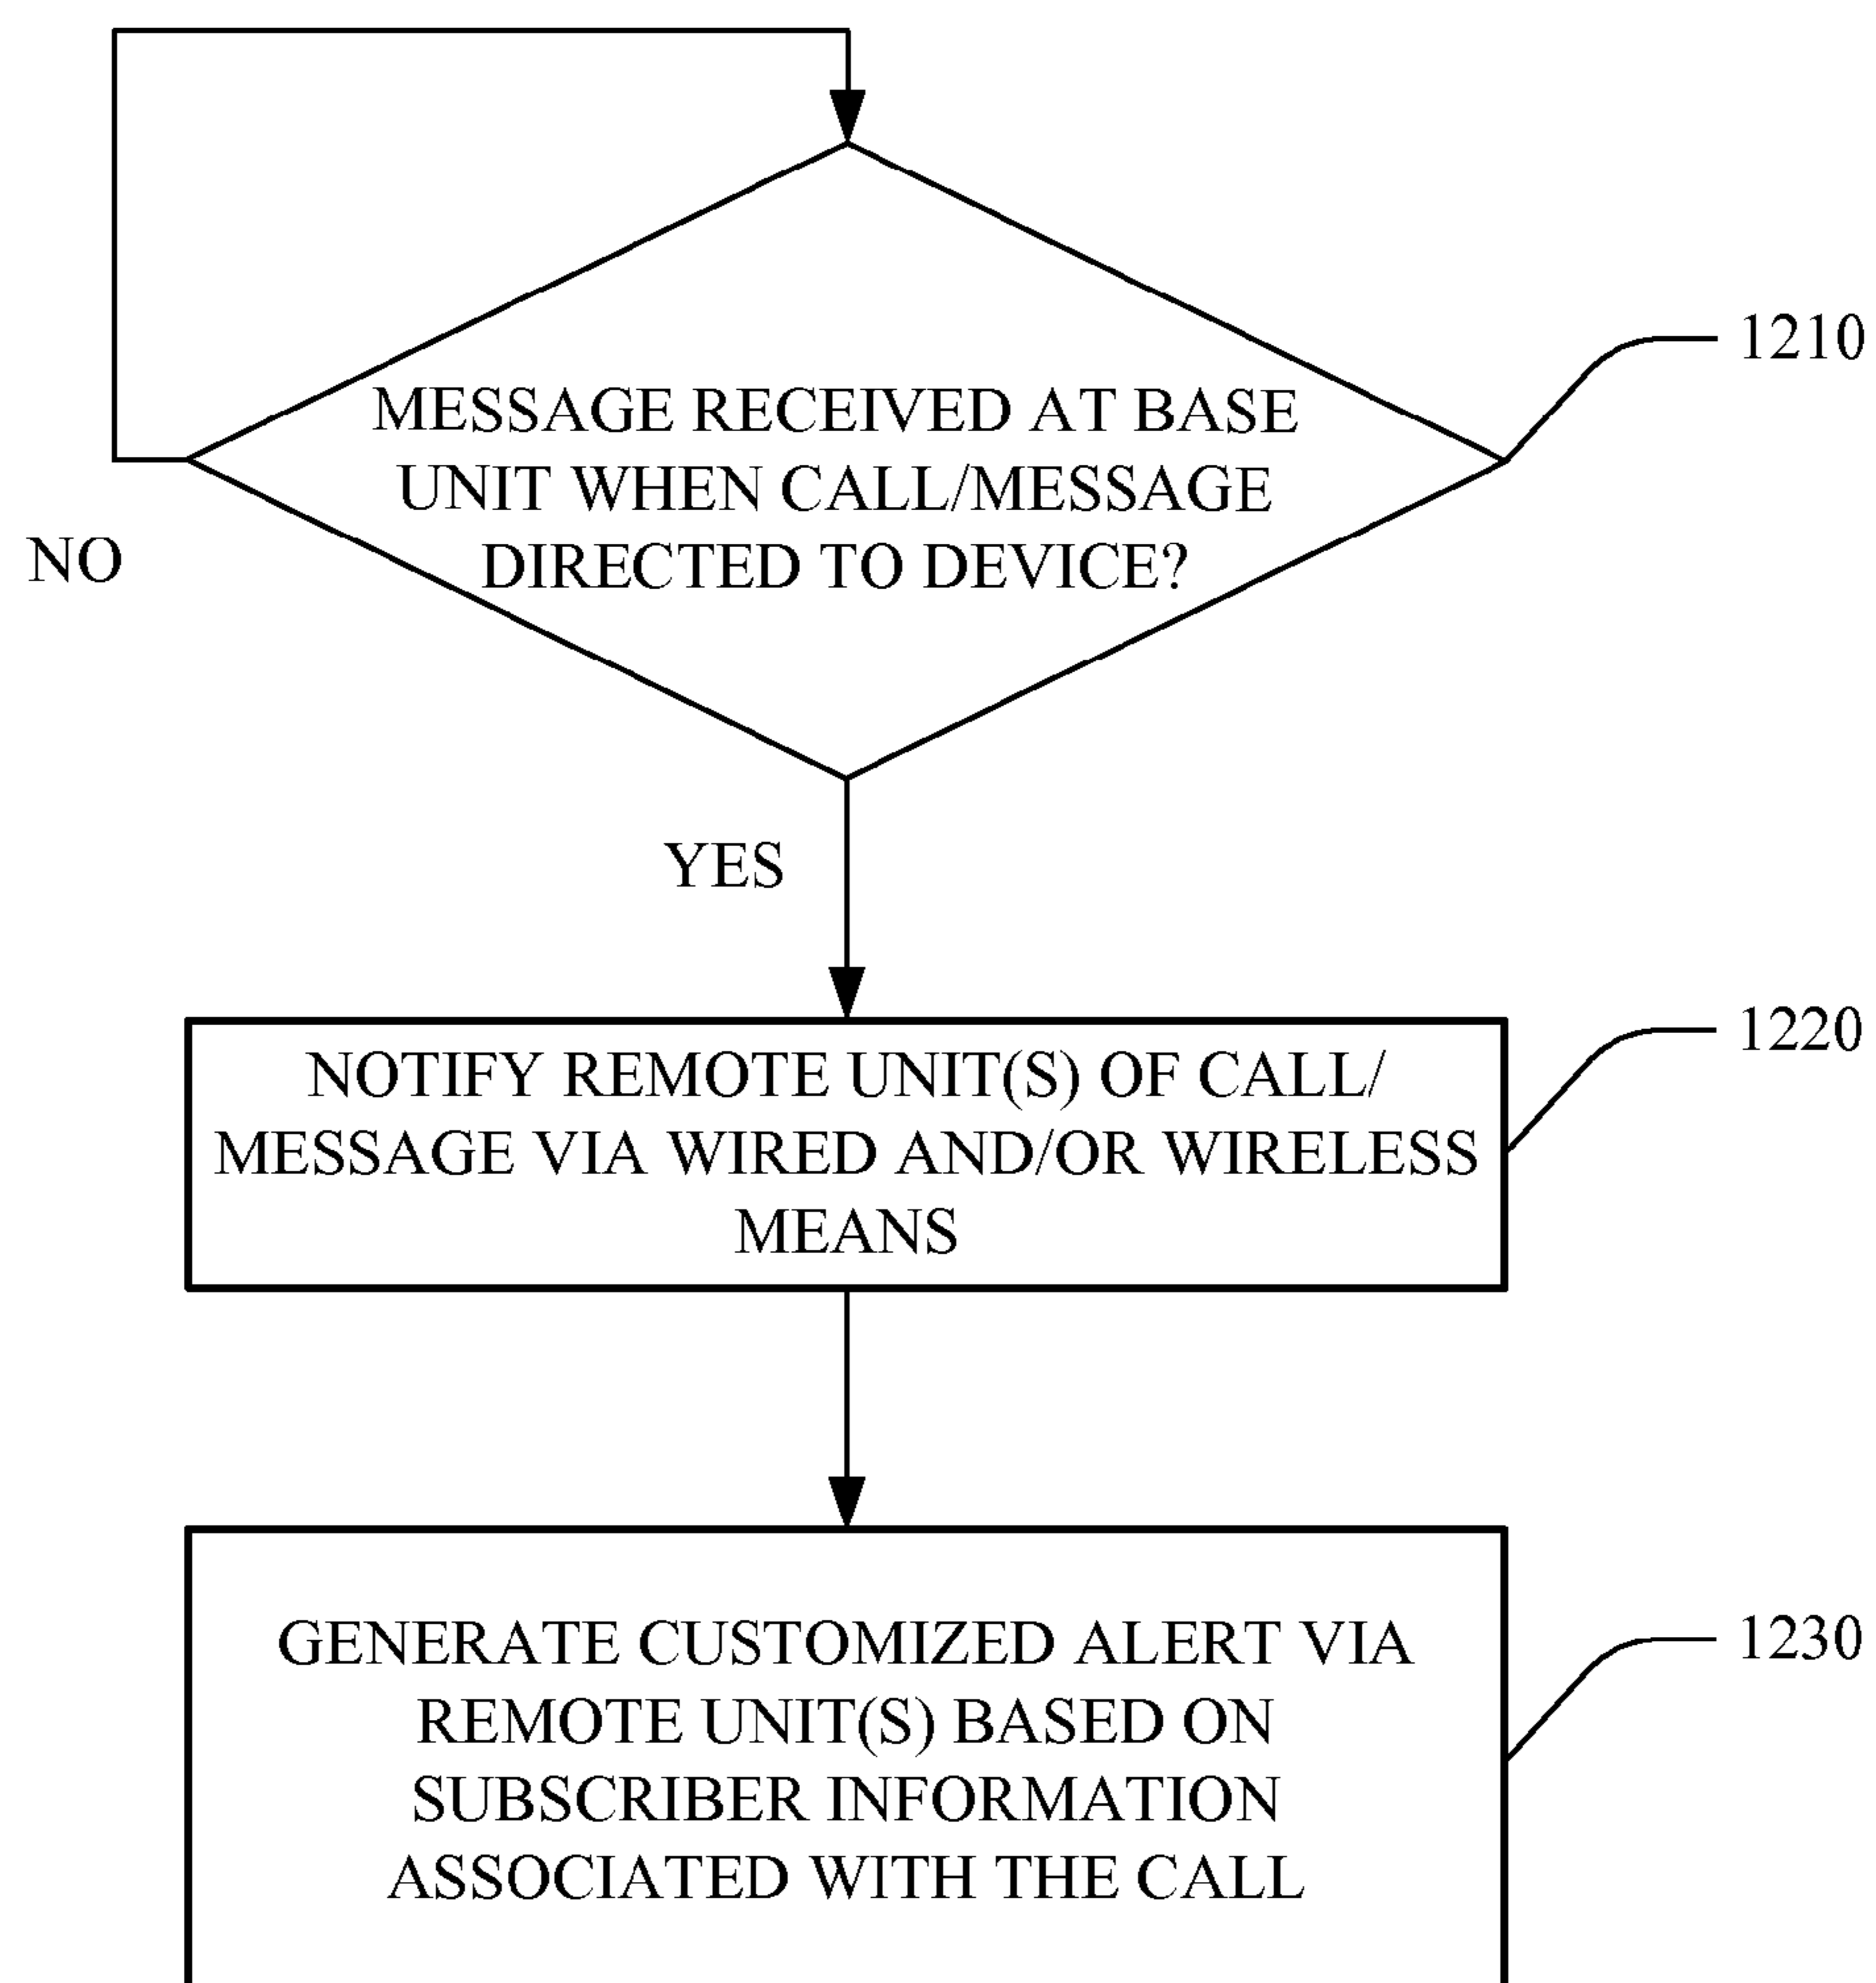 1210
MESSAGE RECEIVED AT BASE
UNIT WHEN CALL/MESSAGE
DIRECTED TO DEVICE?
NO
YES
1220
NOTIFY REMOTE UNIT(S) OF CALL/
MESSAGE VIA WIRED AND/OR WIRELESS
MEANS
1230
GENERATE CUSTOMIZED ALERT VIA
REMOTE UNIT(S) BASED ON
SUBSCRIBER INFORMATION
ASSOCIATED WITH THE CALL